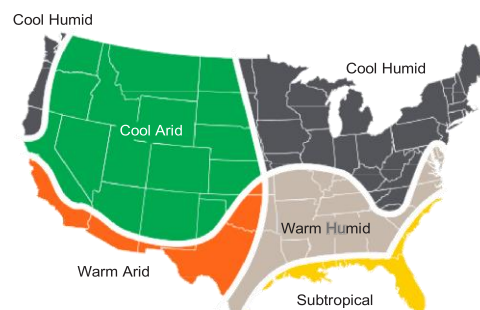 Cool Humid
Cool Humid
Cool Arid
Warm Humid
Warm Arid
Subtropical